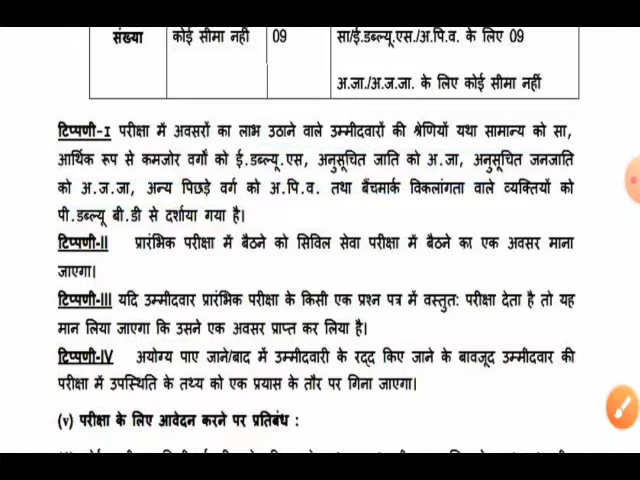 संख्या कोई सीमा नही 09 सा/ई.डब्ल्यू.एस./अ.पि.व. के लिए 09
अ.जा./अ.ज.जा. के लिए कोई सीमा नहीं
टिप्पणी-I परीक्षा में अवसरों का लाभ उठाने वाले उम्मीदवारों की श्रेणियों यथा सामान्य को सा,
आर्थिक रूप से कमजोर वर्गों को ई.डब्ल्यू.एस, अनुसूचित जाति को अ.जा, अनुसूचित जनजाति
को अ.ज.जा, अन्य पिछड़े वर्ग को अ.पि.व. तथा बैंचमार्क विकलांगता वाले व्यक्तियों को
पी.डब्ल्यू बी.डी से दर्शाया गया है।
टिप्पणी-II प्रारंभिक परीक्षा में बैठने को सिविल सेवा परीक्षा में बैठने का एक अवसर माना
जाएगा।
टिप्पणी-III यदि उम्मीदवार प्रारंभिक परीक्षा के किसी एक प्रश्न पत्र में वस्तुत: परीक्षा देता है तो यह
मान लिया जाएगा कि उसने एक अवसर प्राप्त कर लिया है।
टिप्पणी-IV अयोग्य पाए जाने/बाद में उम्मीदवारी के रद्द किए जाने के बावजूद उम्मीदवार की
परीक्षा में उपस्थिति के तथ्य को एक प्रयास के तौर पर गिना जाएगा।
(v) परीक्षा के लिए आवेदन करने पर प्रतिबंध :